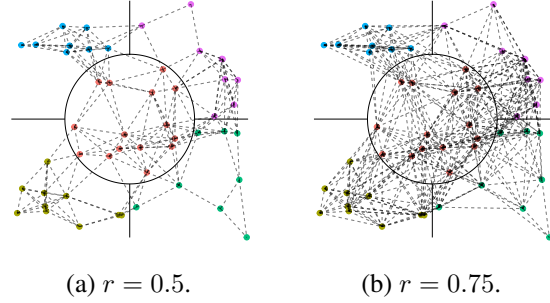 (a) r = 0.5.
(b) r = 0.75.